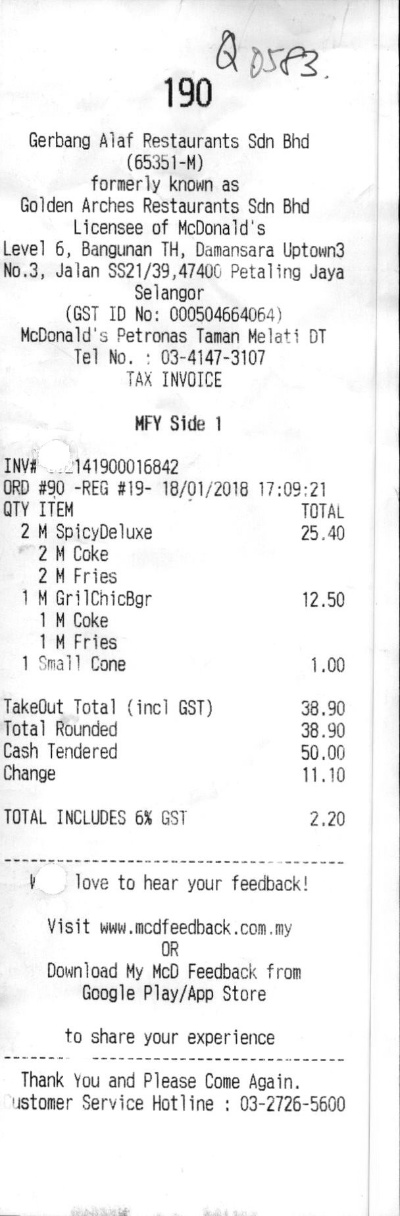 Q 0583.
190
Gerbang Alaf Restaurants Sdn Bhd
(65351-M)
formerly known as
Golden Arches Restaurants Sdn Bhd
Licensee of McDonald's
Level 6, Bangunan TH, Damansara Uptown3
No.3, Jalan SS21/39,47400 Petaling Jaya
Selangor
(GST ID No: 000504664064)
McDonald's Petronas Taman Melati DT
Tel No. : 03-4147-3107
TAX INVOICE
MFY Side 1
INV# 141900016842
ORD #90 -REG #19- 18/01/2018 17:09:21
QTY ITEM TOTAL
2 M SpicyDeluxe 25.40
2 M Coke
2 M Fries
1 M GrilChicBgr 12.50
1 M Coke
1 M Fries
1 Small Cone 1.00
TakeOut Total (incl GST) 38.90
Total Rounded 38.90
Cash Tendered 50.00
Change 11.10
TOTAL INCLUDES 6% GST 2.20
---------------------------------------
love to hear your feedback!
Visit www.mcdfeedback.com.my
OR
Download My McD Feedback from
Google Play/App Store
to share your experience
---------------------------------------
Thank You and Please Come Again.
ustomer Service Hotline : 03-2726-5600